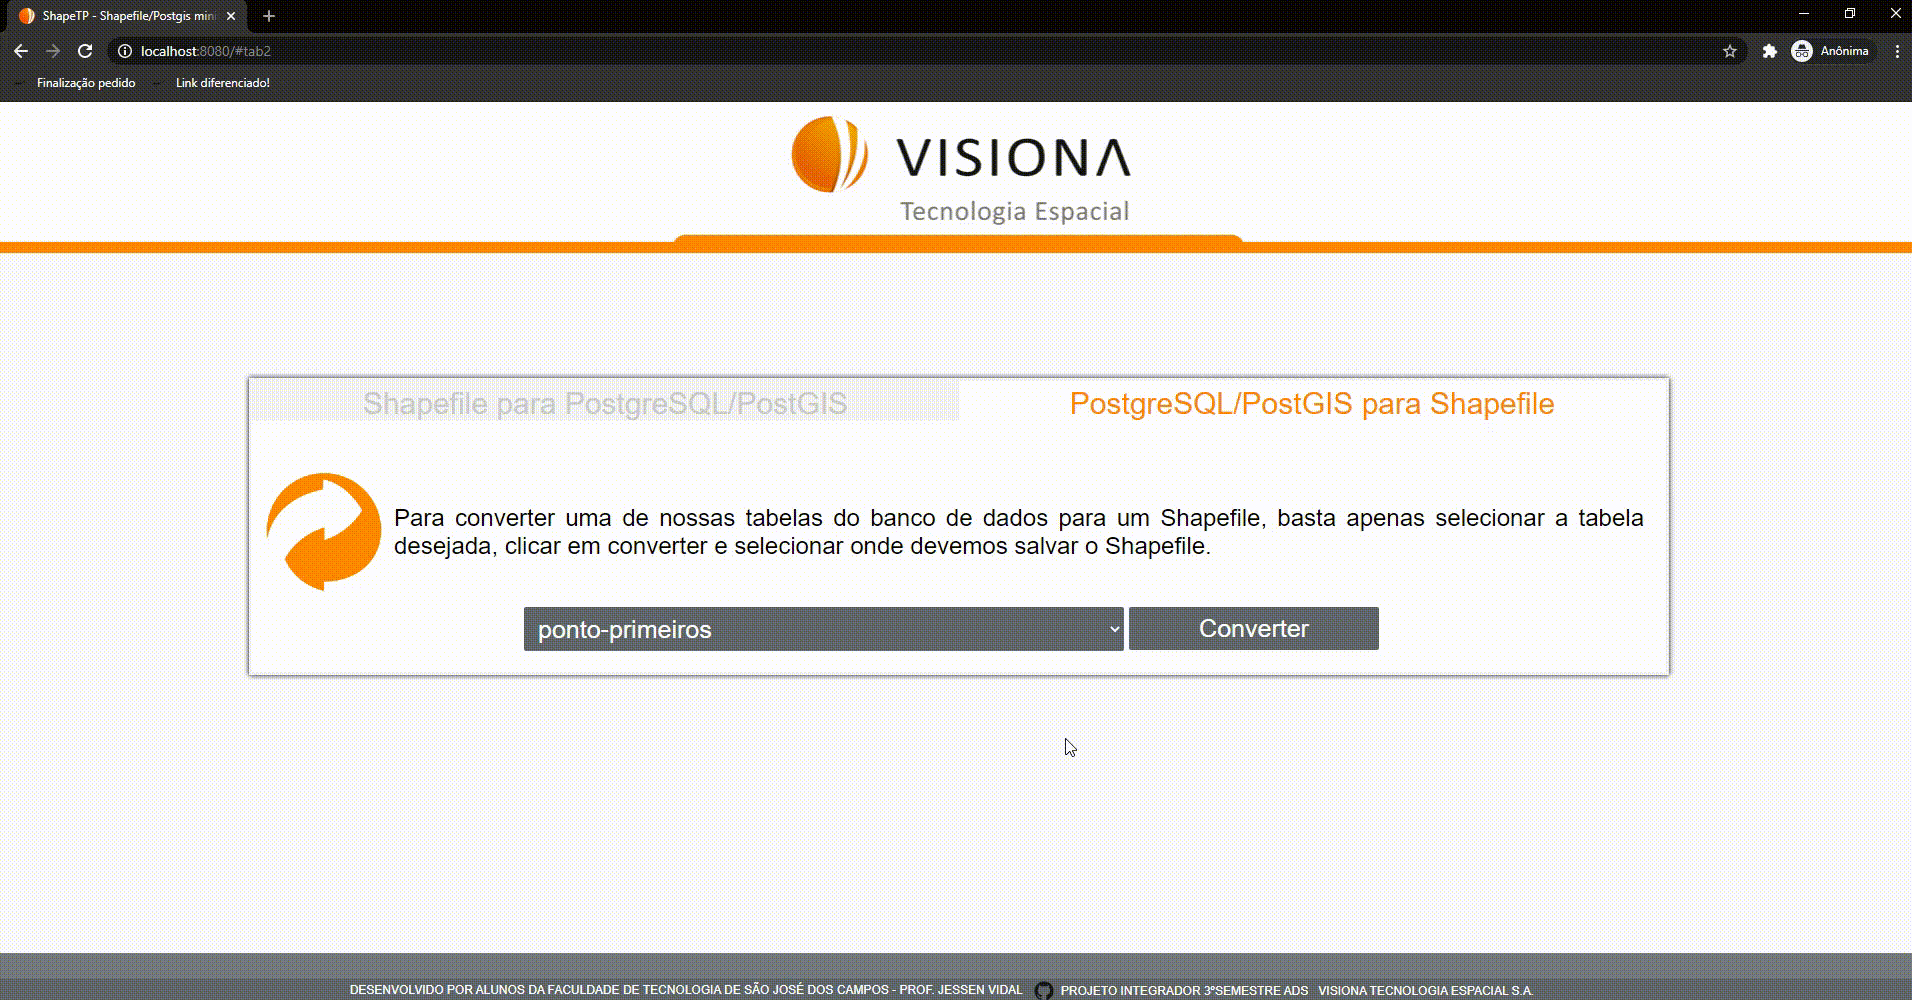 ShapeTP - Shapefile/Postgis min
localhost:8080/#tab2
Anônima
Finalização pedido
Link diferenciado!
VISIONA
Tecnologia Espacial
Shapefile para PostgreSQL/PostGIS
PostgreSQL/PostGIS para Shapefile
Para converter uma de nossas tabelas do banco de dados para um Shapefile, basta apenas selecionar a tabela
desejada, clicar em converter e selecionar onde devemos salvar o Shapefile.
ponto-primeiros
Converter
DESENVOLVIDO POR ALUNOS DA FACULDADE DE TECNOLOGIA DE SÃO JOSÉ DOS CAMPOS - PROF. JESSEN VIDAL
PROJETO INTEGRADOR 3ºSEMESTRE ADS
VISIONA TECNOLOGIA ESPACIAL S.A.